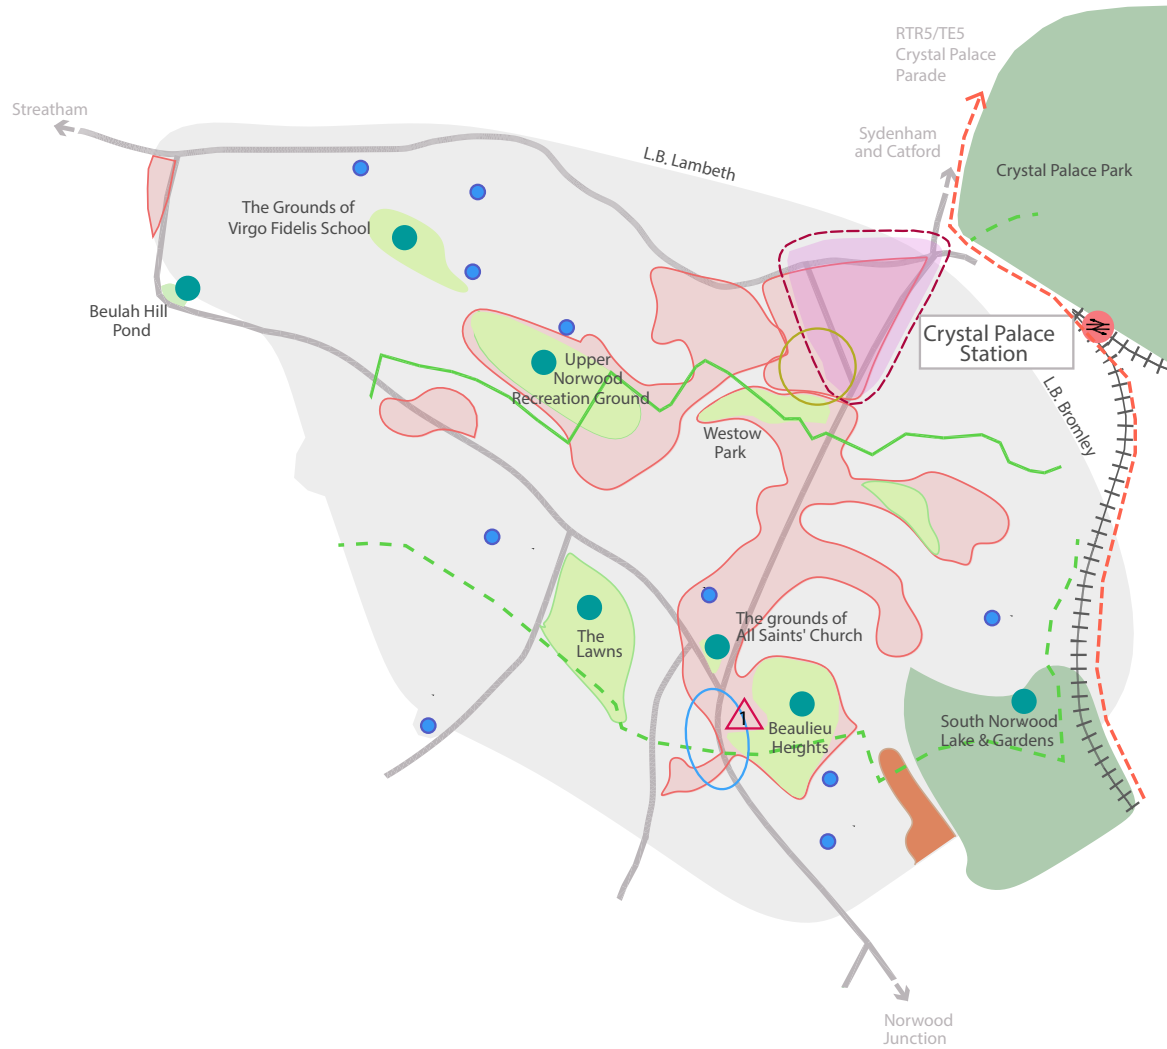 RTR5/TE5
Crystal Palace
Parade
Streatham
Sydenham
and Catford
L.B. Lambeth
Crystal Palace Park
The Grounds of
Virgo Fidelis School
Beulah Hill
Pond
Crystal Palace
Station
Upper
Norwood
Recreation Ground
L.B. Bromley
Westow
Park
The grounds of
All Saints' Church
The
Lawns
1
Beaulieu
Heights
South Norwood
Lake & Gardens
Norwood
Junction